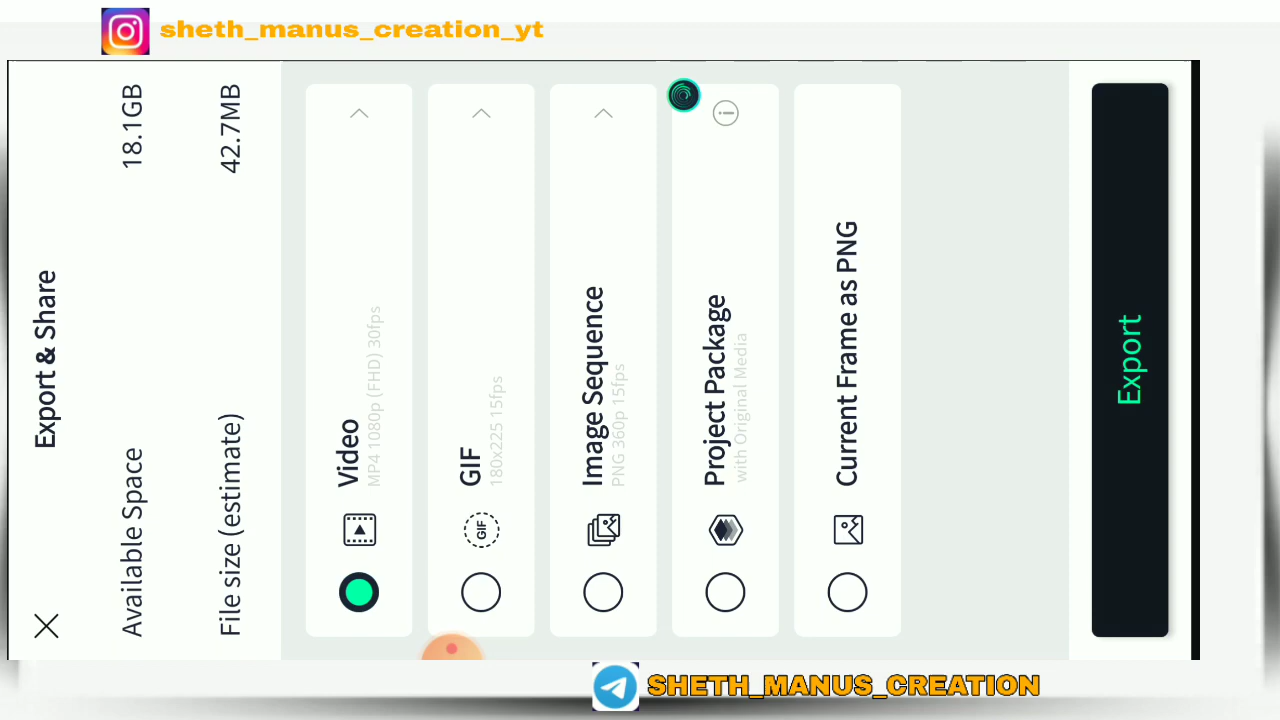 sheth_manus_creation_yt
Export & Share
Available Space 18.1GB
File size (estimate) 42.7MB
Video
MP4 1080p (FHD) 30fps
GIF
GIF
180x225 15fps
Image Sequence
PNG 360p 15fps
Project Package
with Original Media
Current Frame as PNG
Export
SHETH_MANUS_CREATION